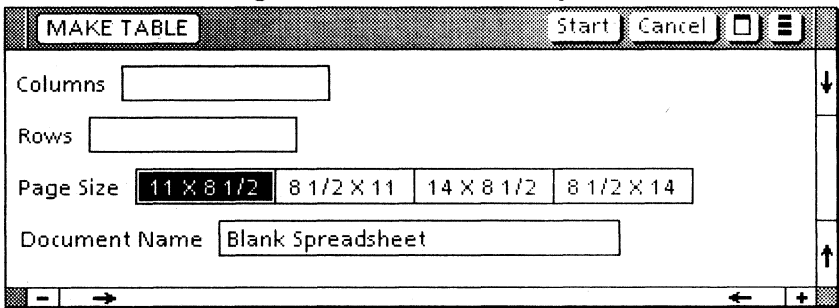 MAKE TABLE Start Cancel
Columns
Rows
Page Size 11 X 8 1/2 8 1/2 X 11 14 X 8 1/2 8 1/2 X 14
Document Name Blank Spreadsheet
- +